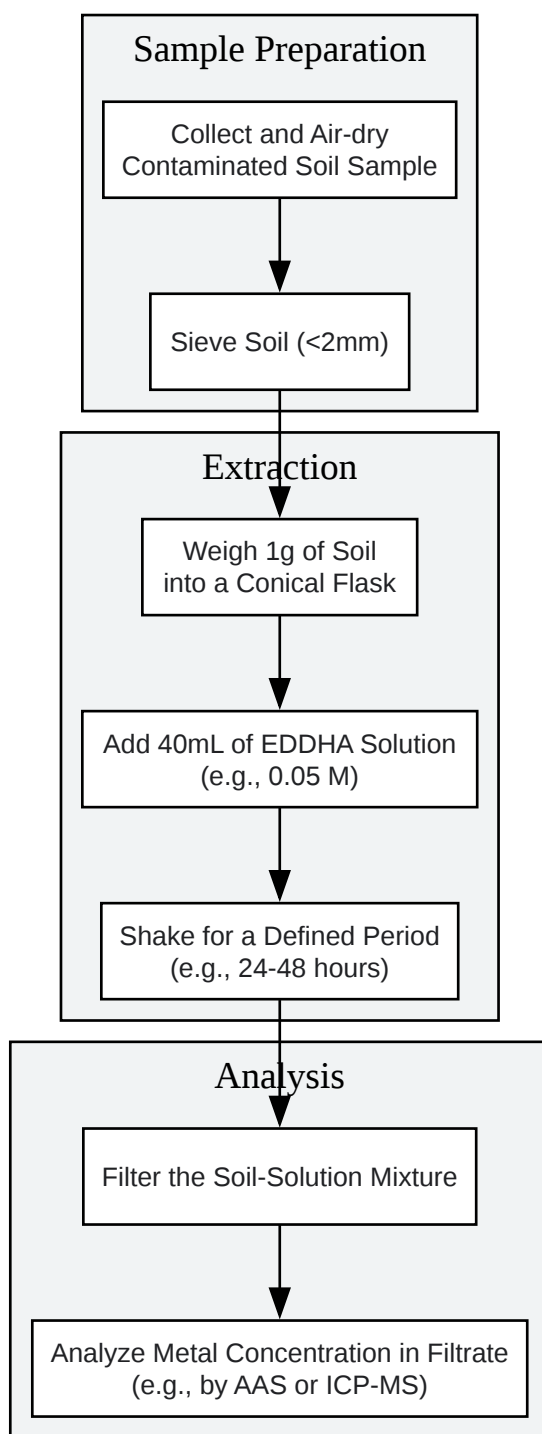 Sample Preparation
Collect and Air-dry
Contaminated Soil Sample
Sieve Soil (<2mm)
Extraction
Weigh 1g of Soil
into a Conical Flask
Add 40mL of EDDHA Solution
(e.g., 0.05 M)
Shake for a Defined Period
(e.g., 24-48 hours)
Analysis
Filter the Soil-Solution Mixture
Analyze Metal Concentration in Filtrate
(e.g., by AAS or ICP-MS)